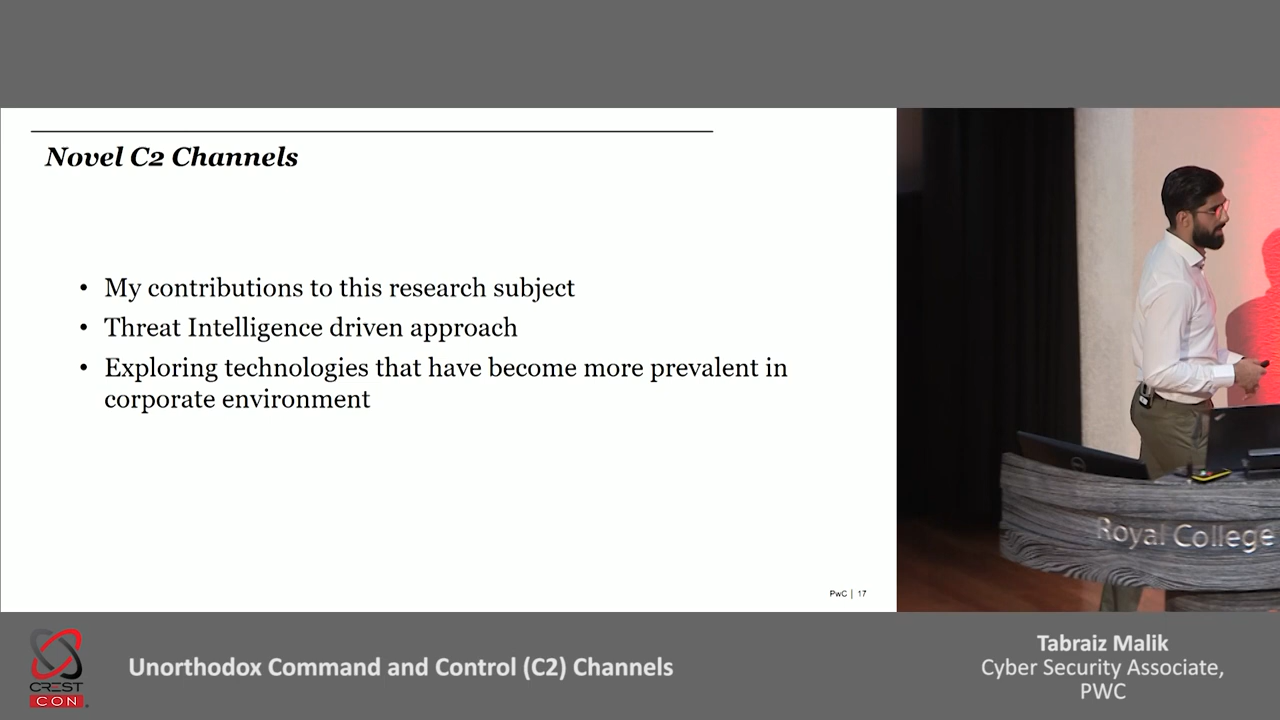 Novel C2 Channels
• My contributions to this research subject
• Threat Intelligence driven approach
• Exploring technologies that have become more prevalent in
corporate environment
PwC | 17
Royal College
CREST
CON
Unorthodox Command and Control (C2) Channels
Tabraiz Malik
Cyber Security Associate,
PWC